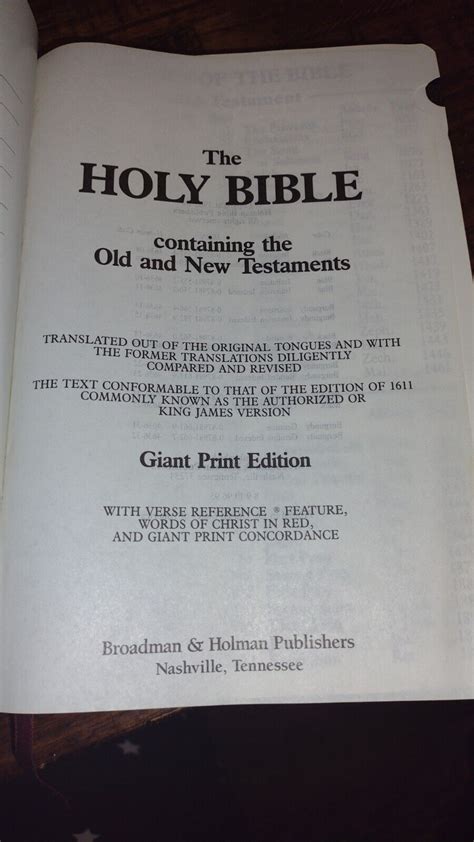 The
HOLY BIBLE
containing the
Old and New Testaments
TRANSLATED OUT OF THE ORIGINAL TONGUES AND WITH
THE FORMER TRANSLATIONS DILIGENTLY
COMPARED AND REVISED
THE TEXT CONFORMABLE TO THAT OF THE EDITION OF 1611
COMMONLY KNOWN AS THE AUTHORIZED OR
KING JAMES VERSION
Giant Print Edition
WITH VERSE REFERENCE ® FEATURE,
WORDS OF CHRIST IN RED,
AND GIANT PRINT CONCORDANCE
Broadman & Holman Publishers
Nashville, Tennessee